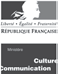 Liberté • Égalité • Fraternité
RÉPUBLIQUE FRANÇAISE
Ministère
Culture
Communication